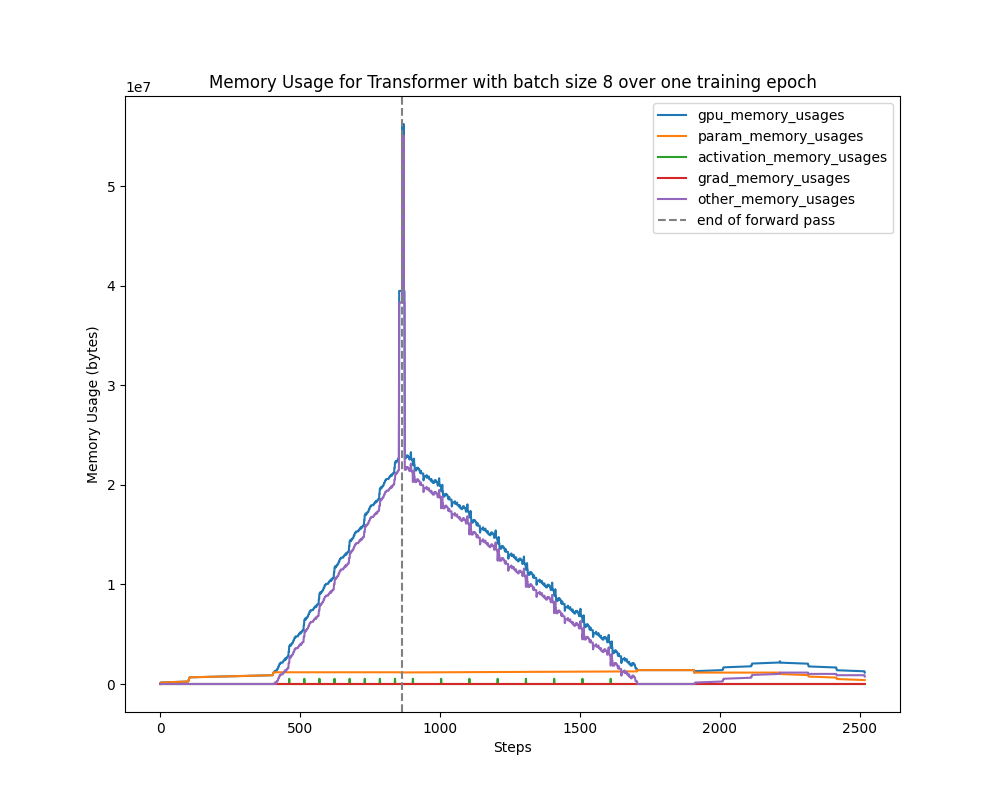 Memory Usage for Transformer with batch size 8 over one training epoch
1e7
gpu_memory_usages
param_memory_usages
activation_memory_usages
grad_memory_usages
other_memory_usages
end of forward pass
5
4
3
2
1
0
Memory Usage (bytes)
0
500
1000
1500
2000
2500
Steps